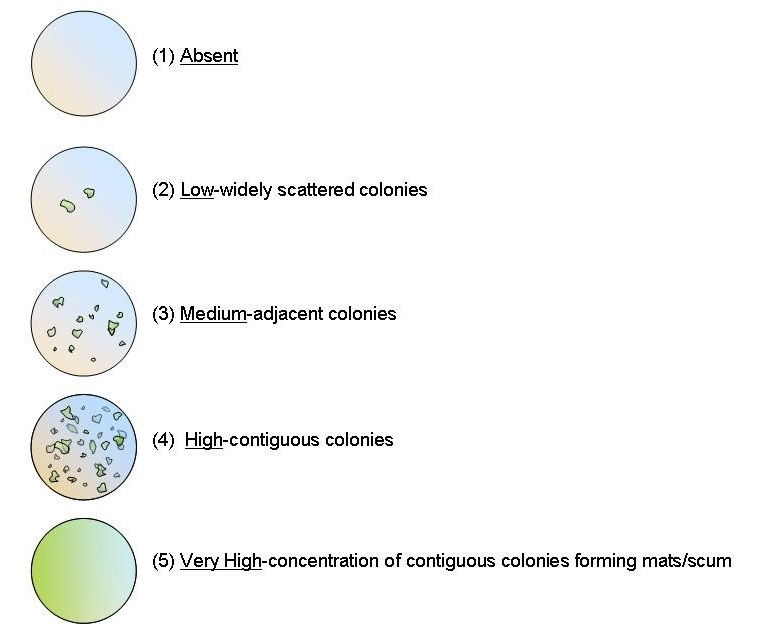 (1) Absent
(2) Low-widely scattered colonies
(3) Medium-adjacent colonies
(4) High-contiguous colonies
(5) Very High-concentration of contiguous colonies forming mats/scum